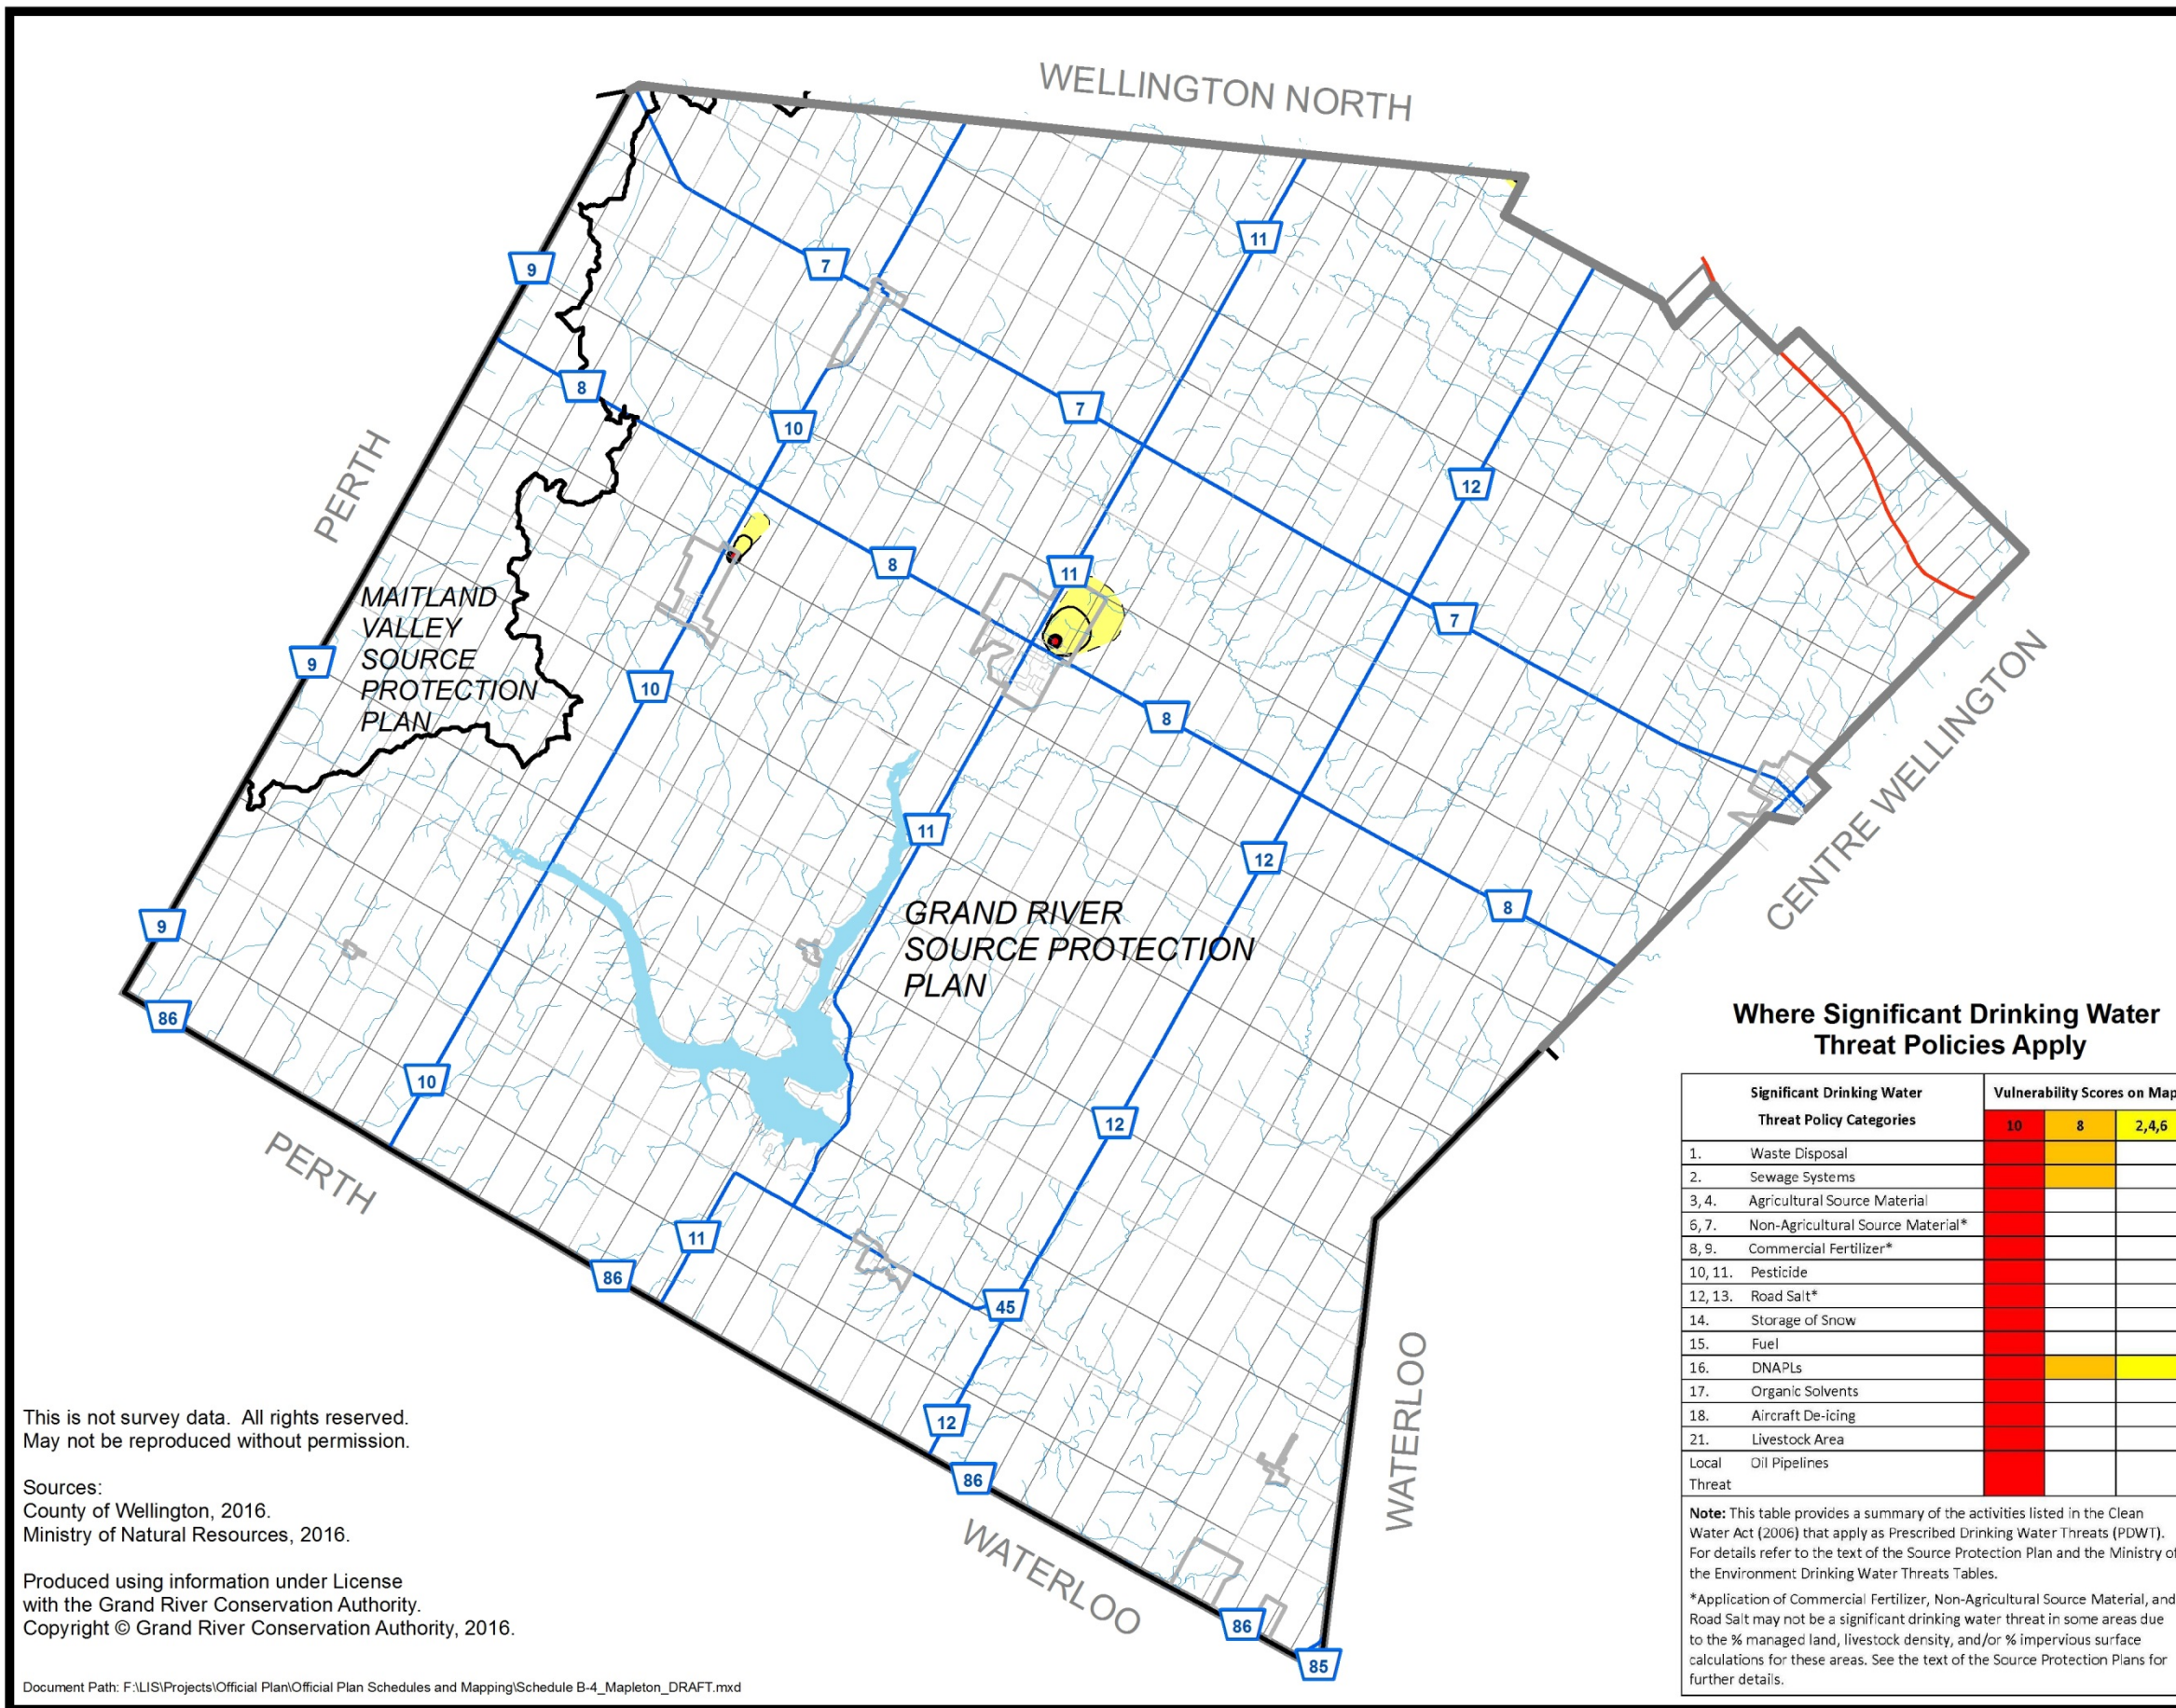 WELLINGTON NORTH
11
9
7
8
7
10
12
PERTH
8
11
7
MAITLAND
VALLEY
SOURCE
PROTECTION
PLAN
9
10
8
CENTRE WELLINGTON
11
12
9
GRAND RIVER
SOURCE PROTECTION
PLAN
8
86
10
12
PERTH
11
86
45
12
86
WATERLOO
WATERLOO
86
85
Where Significant Drinking Water
Threat Policies Apply
Significant Drinking Water
Threat Policy Categories
Vulnerability Scores on Map
10 8 2,4,6
1. Waste Disposal
2. Sewage Systems
3, 4. Agricultural Source Material
6, 7. Non-Agricultural Source Material*
8, 9. Commercial Fertilizer*
10, 11. Pesticide
12, 13. Road Salt*
14. Storage of Snow
15. Fuel
16. DNAPLs
17. Organic Solvents
18. Aircraft De-icing
21. Livestock Area
Local Oil Pipelines
Threat
Note: This table provides a summary of the activities listed in the Clean
Water Act (2006) that apply as Prescribed Drinking Water Threats (PDWT).
For details refer to the text of the Source Protection Plan and the Ministry of
the Environment Drinking Water Threats Tables.
*Application of Commercial Fertilizer, Non-Agricultural Source Material, and
Road Salt may not be a significant drinking water threat in some areas due
to the % managed land, livestock density, and/or % impervious surface
calculations for these areas. See the text of the Source Protection Plans for
further details.
This is not survey data. All rights reserved.
May not be reproduced without permission.
Sources:
County of Wellington, 2016.
Ministry of Natural Resources, 2016.
Produced using information under License
with the Grand River Conservation Authority.
Copyright © Grand River Conservation Authority, 2016.
Document Path: F:\LIS\Projects\Official Plan\Official Plan Schedules and Mapping\Schedule B-4_Mapleton_DRAFT.mxd